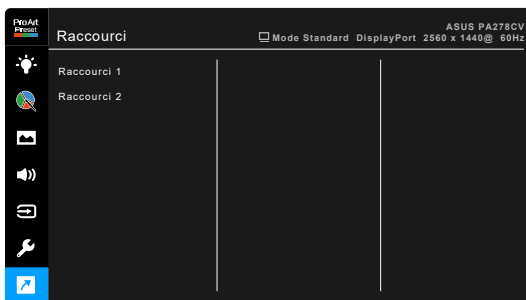 ProArt
Preset
Raccourci
ASUS PA278CV
Mode Standard DisplayPort 2560 x 1440@ 60Hz
Raccourci 1
Raccourci 2